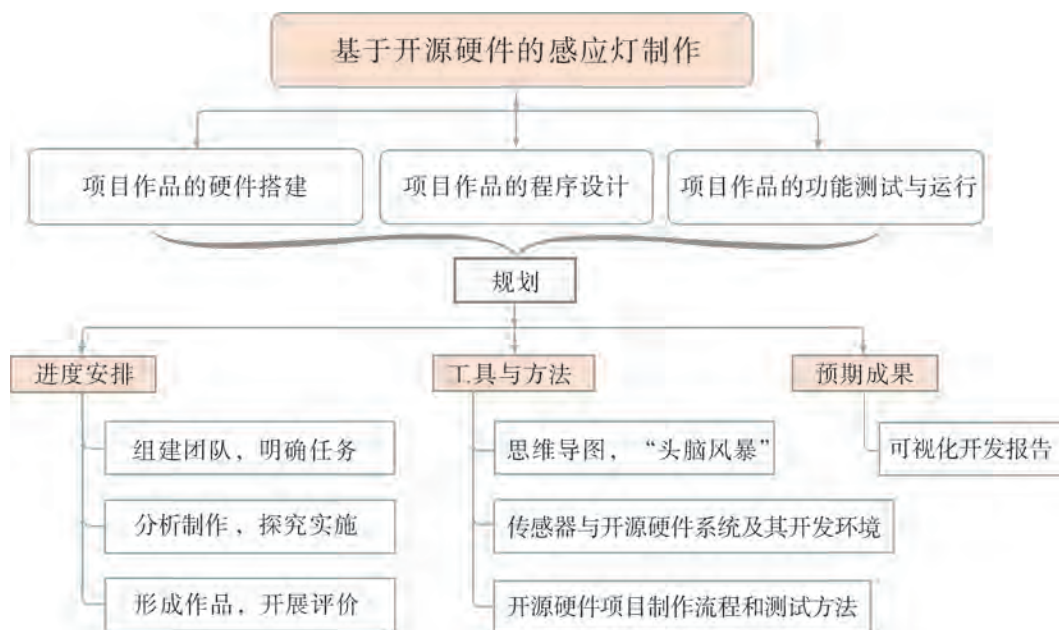 基于开源硬件的感应灯制作
项目作品的硬件搭建
项目作品的程序设计
项目作品的功能测试与运行
规划
进度安排
工具与方法
预期成果
组建团队，明确任务
思维导图，“头脑风暴”
可视化开发报告
分析制作，探究实施
传感器与开源硬件系统及其开发环境
形成作品，开展评价
开源硬件项目制作流程和测试方法